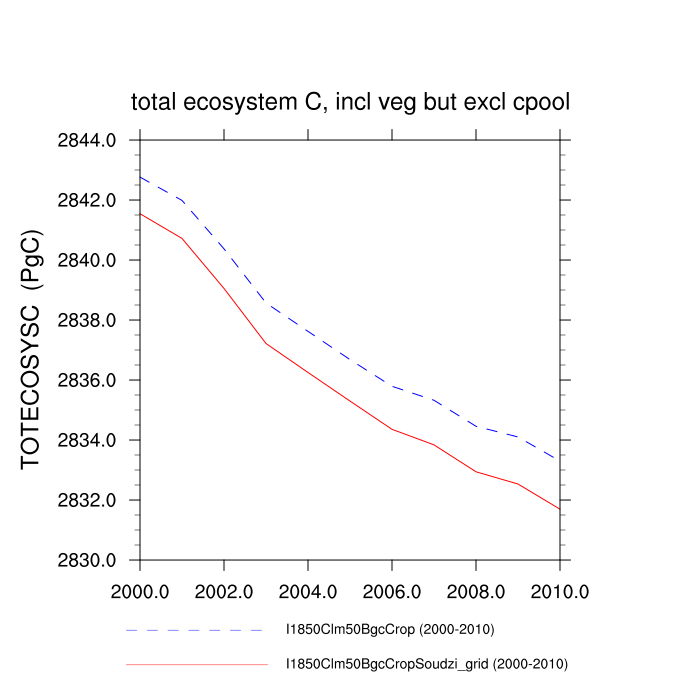 total ecosystem C, incl veg but excl cpool
TOTECOSYSC (PgC)
2844.0
2842.0
2840.0
2838.0
2836.0
2834.0
2832.0
2830.0
2000.0 2002.0 2004.0 2006.0 2008.0 2010.0
I1850Clm50BgcCrop (2000-2010)
I1850Clm50BgcCropSoudzi_grid (2000-2010)